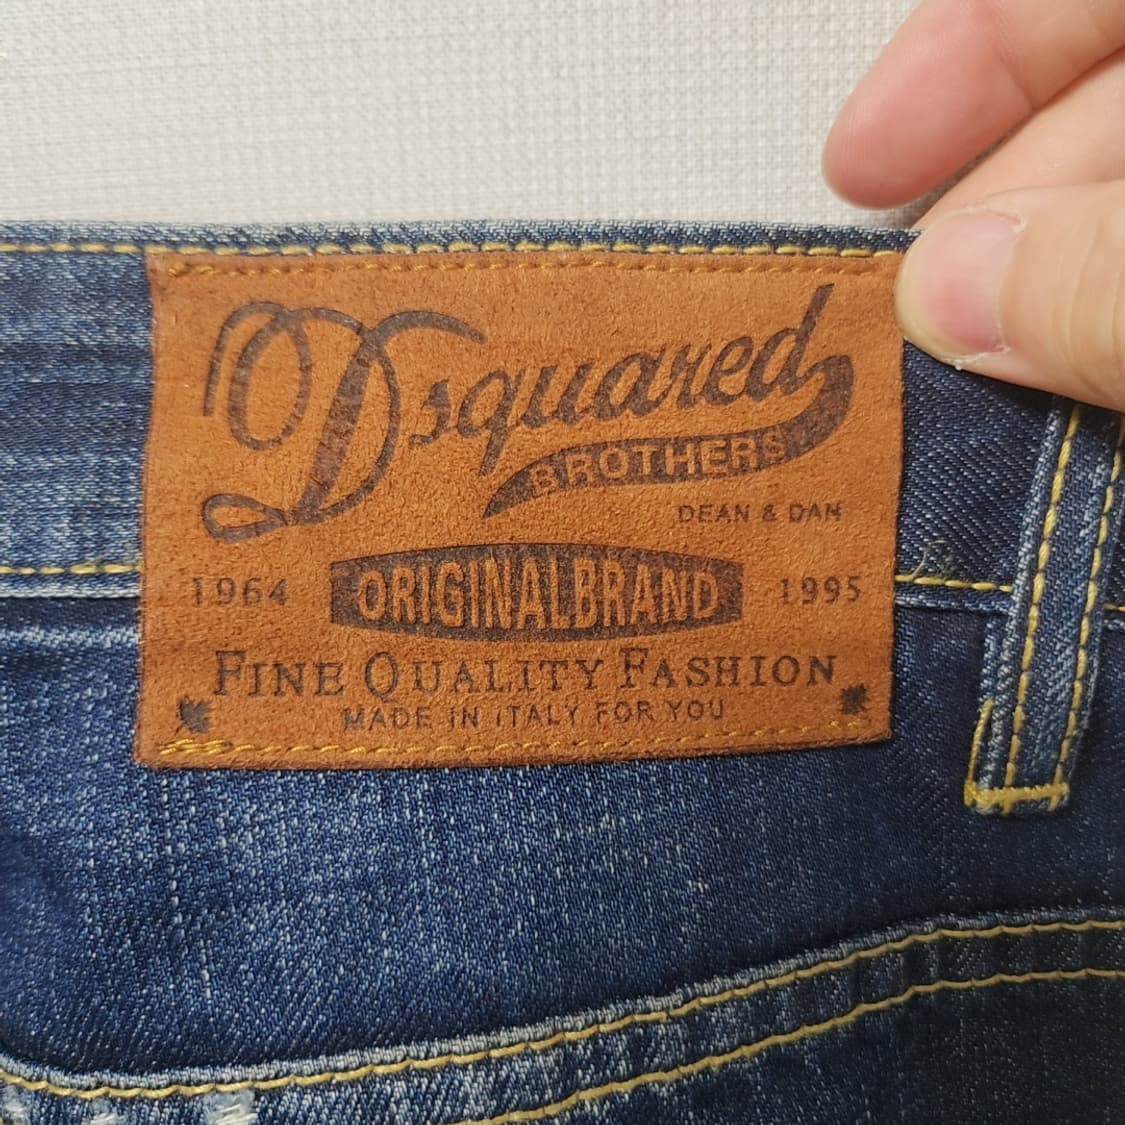 Dsquared
BROTHERS
DEAN & DAN
1964 ORIGINALBRAND 1995
FINE QUALITY FASHION
MADE IN ITALY FOR YOU